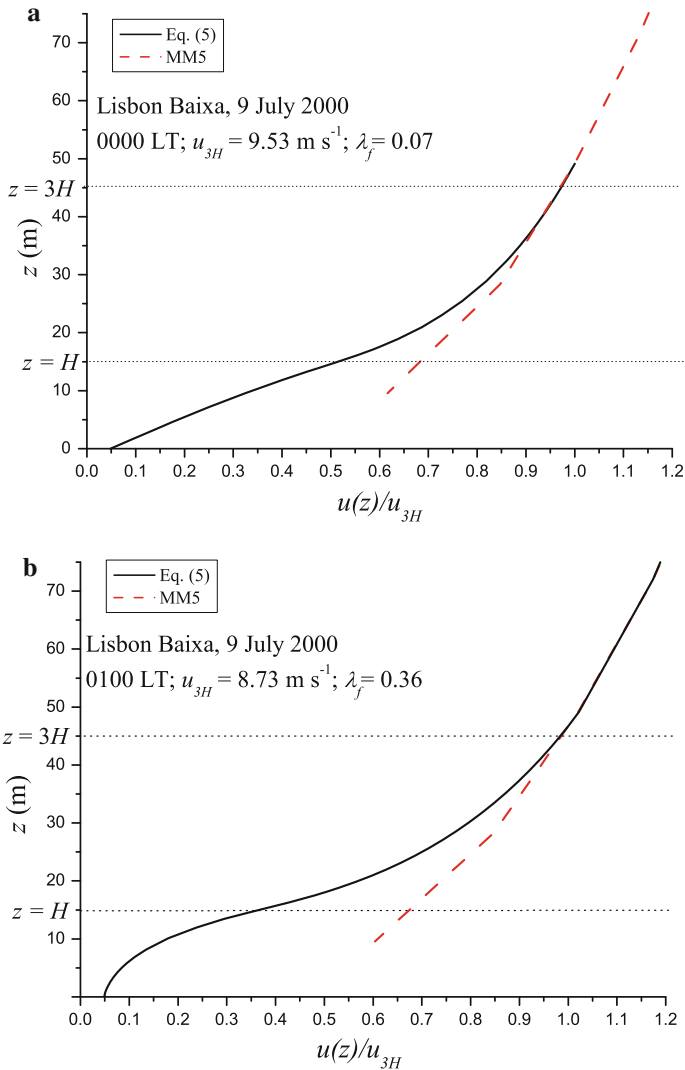 a
Eq. (5)
MM5
Lisbon Baixa, 9 July 2000
0000 LT; u3H = 9.53 m s-1; λf= 0.07
70
60
50
z = 3H
40
z (m)
30
20
z = H
10
0
0.0 0.1 0.2 0.3 0.4 0.5 0.6 0.7 0.8 0.9 1.0 1.1 1.2
u(z)/u3H
b
Eq. (5)
MM5
Lisbon Baixa, 9 July 2000
0100 LT; u3H = 8.73 m s-1; λf= 0.36
70
60
50
z = 3H
40
z (m)
30
20
z = H
10
0.0 0.1 0.2 0.3 0.4 0.5 0.6 0.7 0.8 0.9 1.0 1.1 1.2
u(z)/u3H